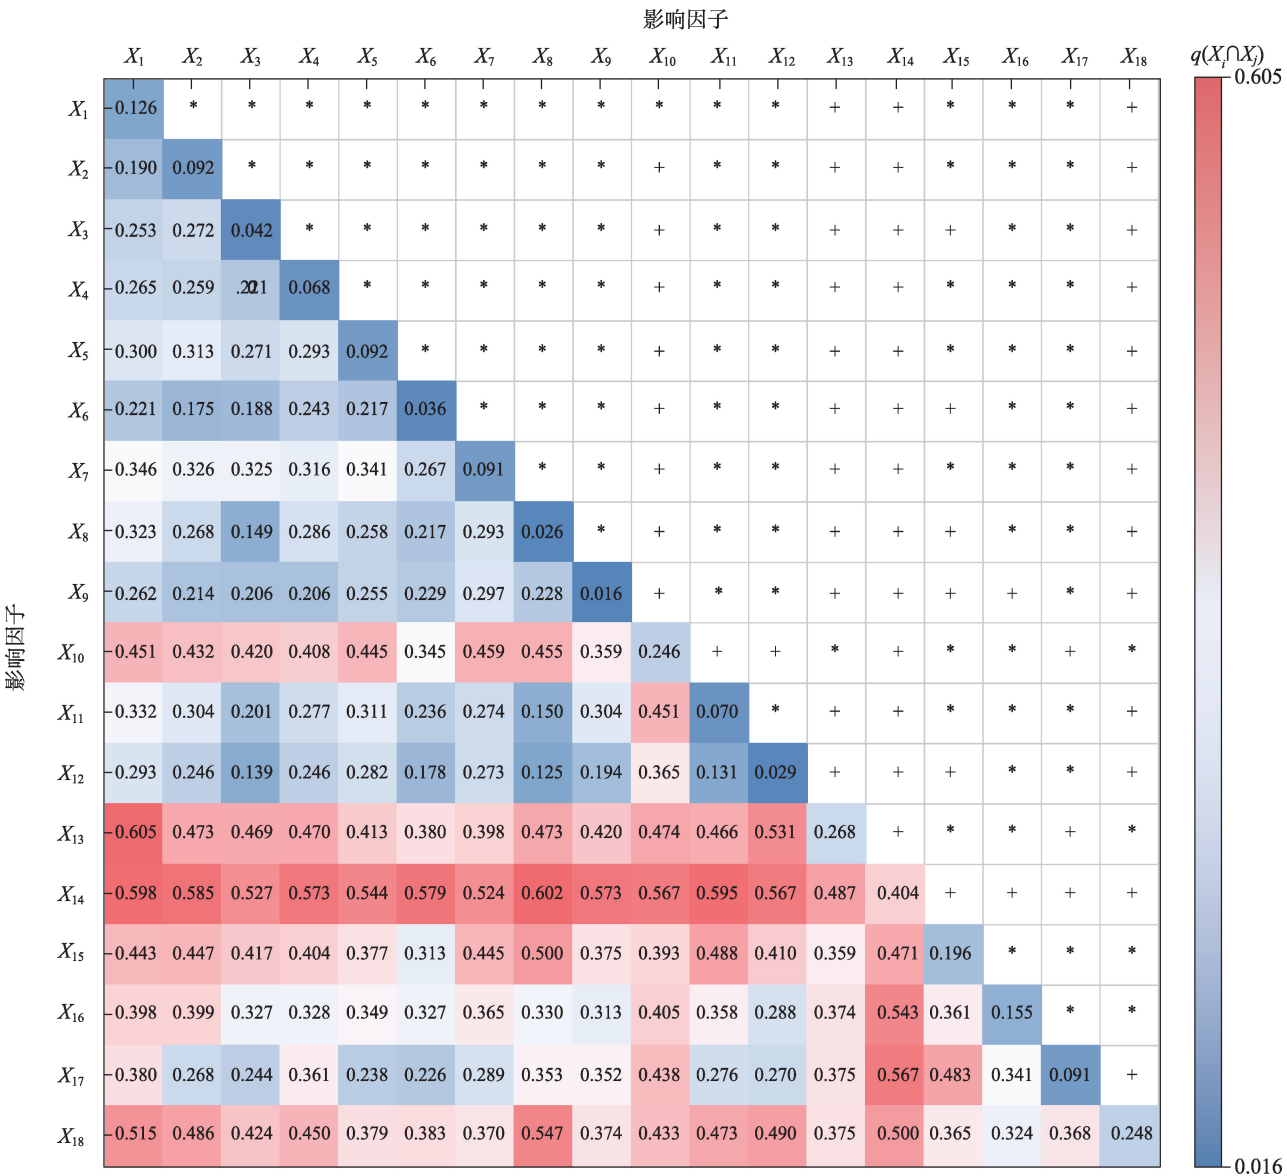 影响因子
X1 X2 X3 X4 X5 X6 X7 X8 X9 X10 X11 X12 X13 X14 X15 X16 X17 X18 q(Xi∩Xj)
0.605
X1 0.126 * * * * * * * * * * * + + * * * +
X2 0.190 0.092 * * * * * * * + * * + + * * * +
X3 0.253 0.272 0.042 * * * * * * + * * + + + * * +
X4 0.265 0.259 0.068 * * * * * + * * + + * * * +
X5 0.300 0.313 0.271 0.293 0.092 * * * * + * * + + * * * +
X6 0.221 0.175 0.188 0.243 0.217 0.036 * * * + * * + + + * * +
X7 0.346 0.326 0.325 0.316 0.341 0.267 0.091 * * + * * + + * * * +
X8 0.323 0.268 0.149 0.286 0.258 0.217 0.293 0.026 * + * * + + + * * +
X9 0.262 0.214 0.206 0.206 0.255 0.229 0.297 0.228 0.016 + * * + + + + * +
影响因子
X10 0.451 0.432 0.420 0.408 0.445 0.345 0.459 0.455 0.359 0.246 + + * + * * + *
X11 0.332 0.304 0.201 0.277 0.311 0.236 0.274 0.150 0.304 0.451 0.070 * + + * * * +
X12 0.293 0.246 0.139 0.246 0.282 0.178 0.273 0.125 0.194 0.365 0.131 0.029 + + + * * +
X13 0.605 0.473 0.469 0.470 0.413 0.380 0.398 0.473 0.420 0.474 0.466 0.531 0.268 + * * + *
X14 0.598 0.585 0.527 0.573 0.544 0.579 0.524 0.602 0.573 0.567 0.595 0.567 0.487 0.404 + + + +
X15 0.443 0.447 0.417 0.404 0.377 0.313 0.445 0.500 0.375 0.393 0.488 0.410 0.359 0.471 0.196 * * *
X16 0.398 0.399 0.327 0.328 0.349 0.327 0.365 0.330 0.313 0.405 0.358 0.288 0.374 0.543 0.361 0.155 * *
X17 0.380 0.268 0.244 0.361 0.238 0.226 0.289 0.353 0.352 0.438 0.276 0.270 0.375 0.567 0.483 0.341 0.091 +
X18 0.515 0.486 0.424 0.450 0.379 0.383 0.370 0.547 0.374 0.433 0.473 0.490 0.375 0.500 0.365 0.324 0.368 0.248
0.016